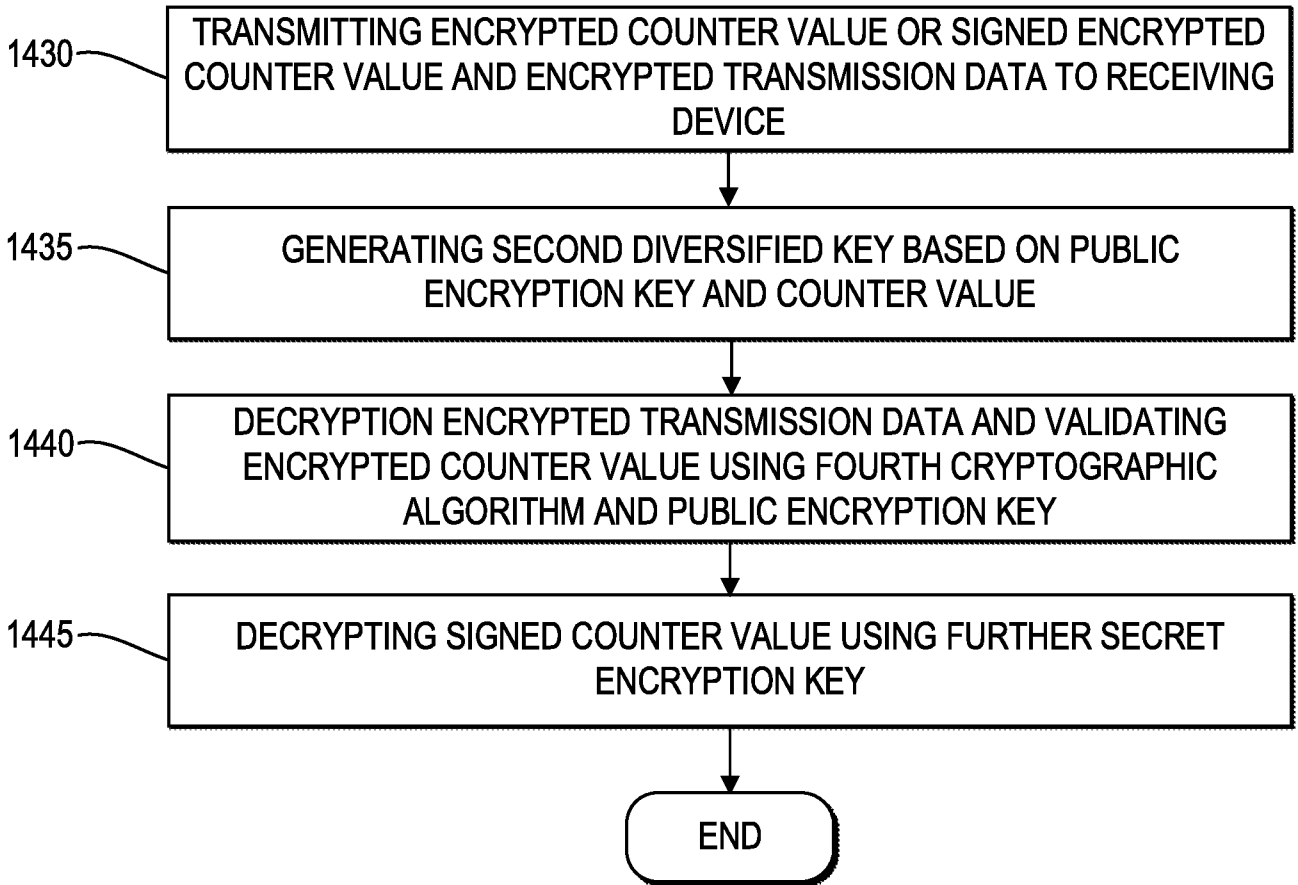 1430
TRANSMITTING ENCRYPTED COUNTER VALUE OR SIGNED ENCRYPTED
COUNTER VALUE AND ENCRYPTED TRANSMISSION DATA TO RECEIVING
DEVICE
1435
GENERATING SECOND DIVERSIFIED KEY BASED ON PUBLIC
ENCRYPTION KEY AND COUNTER VALUE
1440
DECRYPTION ENCRYPTED TRANSMISSION DATA AND VALIDATING
ENCRYPTED COUNTER VALUE USING FOURTH CRYPTOGRAPHIC
ALGORITHM AND PUBLIC ENCRYPTION KEY
1445
DECRYPTING SIGNED COUNTER VALUE USING FURTHER SECRET
ENCRYPTION KEY
END